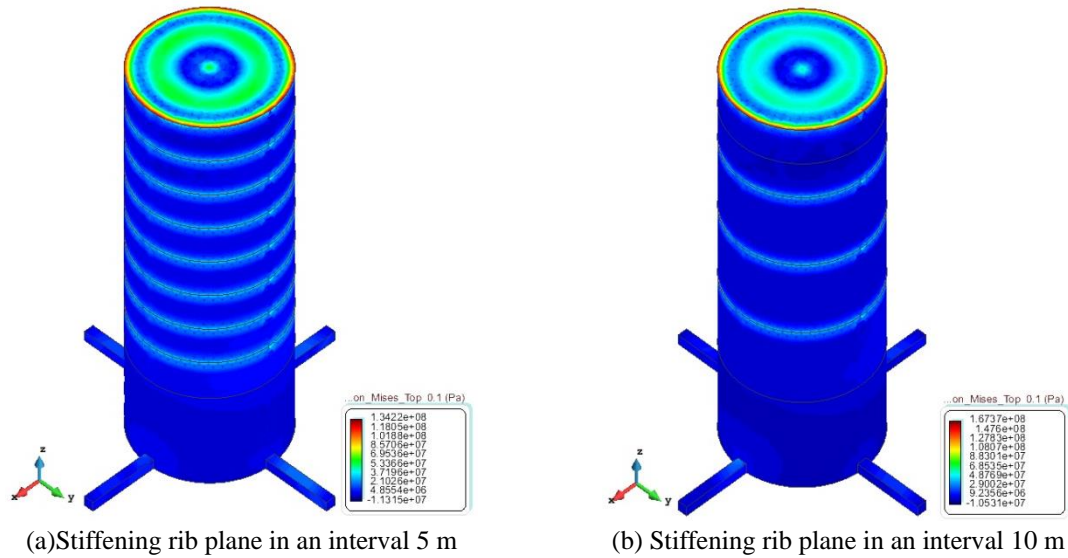 z
x
y
...on_Mises_Top 0.1 (Pa)
1.3422e+08
1.1805e+08
1.0188e+08
8.5706e+07
6.9536e+07
5.3366e+07
3.7196e+07
2.1026e+07
4.8554e+06
-1.1315e+07
z
x
y
...on_Mises_Top 0.1 (Pa)
1.6737e+08
1.476e+08
1.2783e+08
1.0807e+08
8.8301e+07
6.8535e+07
4.8769e+07
2.9002e+07
9.2356e+06
-1.0531e+07
(a)Stiffening rib plane in an interval 5 m
(b) Stiffening rib plane in an interval 10 m